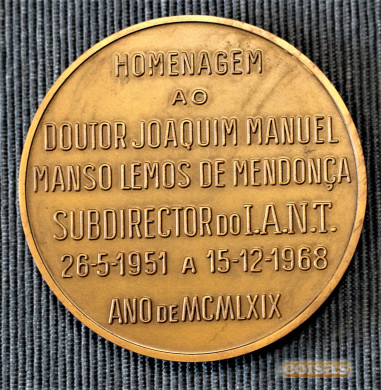 HOMENAGEM
AO
DOUTOR JOAQUIM MANUEL
MANSO LEMOS DE MENDONÇA
SUBDIRECTOR DO I.A.N.T.
26-5-1951 A 15-12-1968
ANO DE MCMLXIX
coisas